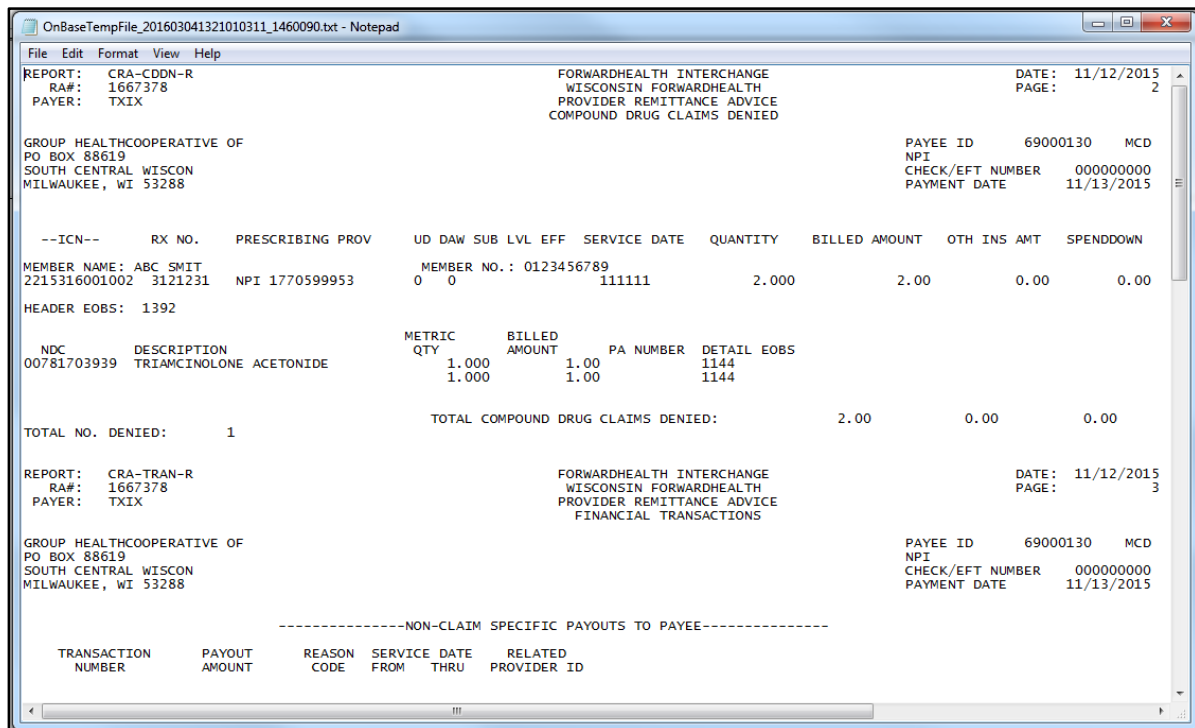 OnBaseTempFile_201603041321010311_1460090.txt - Notepad
File Edit Format View Help
REPORT: CRA-CDDN-R FORWARDHEALTH INTERCHANGE DATE: 11/12/2015
RA#: 1667378 WISCONSIN FORWARDHEALTH PAGE: 2
PAYER: TXIX PROVIDER REMITTANCE ADVICE
COMPOUND DRUG CLAIMS DENIED
GROUP HEALTHCOOPERATIVE OF PAYEE ID 69000130 MCD
PO BOX 88619 NPI
SOUTH CENTRAL WISCON CHECK/EFT NUMBER 000000000
MILWAUKEE, WI 53288 PAYMENT DATE 11/13/2015
--ICN-- RX NO. PRESCRIBING PROV UD DAW SUB LVL EFF SERVICE DATE QUANTITY BILLED AMOUNT OTH INS AMT SPENDDOWN
MEMBER NAME: ABC SMIT MEMBER NO.: 0123456789
2215316001002 3121231 NPI 1770599953 0 0 111111 2.000 2.00 0.00 0.00
HEADER EOBS: 1392
METRIC BILLED
NDC DESCRIPTION QTY AMOUNT PA NUMBER DETAIL EOBS
00781703939 TRIAMCINOLONE ACETONIDE 1.000 1.00 1144
1.000 1.00 1144
TOTAL COMPOUND DRUG CLAIMS DENIED: 2.00 0.00 0.00
TOTAL NO. DENIED: 1
REPORT: CRA-TRAN-R FORWARDHEALTH INTERCHANGE DATE: 11/12/2015
RA#: 1667378 WISCONSIN FORWARDHEALTH PAGE: 3
PAYER: TXIX PROVIDER REMITTANCE ADVICE
FINANCIAL TRANSACTIONS
GROUP HEALTHCOOPERATIVE OF PAYEE ID 69000130 MCD
PO BOX 88619 NPI
SOUTH CENTRAL WISCON CHECK/EFT NUMBER 000000000
MILWAUKEE, WI 53288 PAYMENT DATE 11/13/2015
---------------NON-CLAIM SPECIFIC PAYOUTS TO PAYEE---------------
TRANSACTION PAYOUT REASON SERVICE DATE RELATED
NUMBER AMOUNT CODE FROM THRU PROVIDER ID